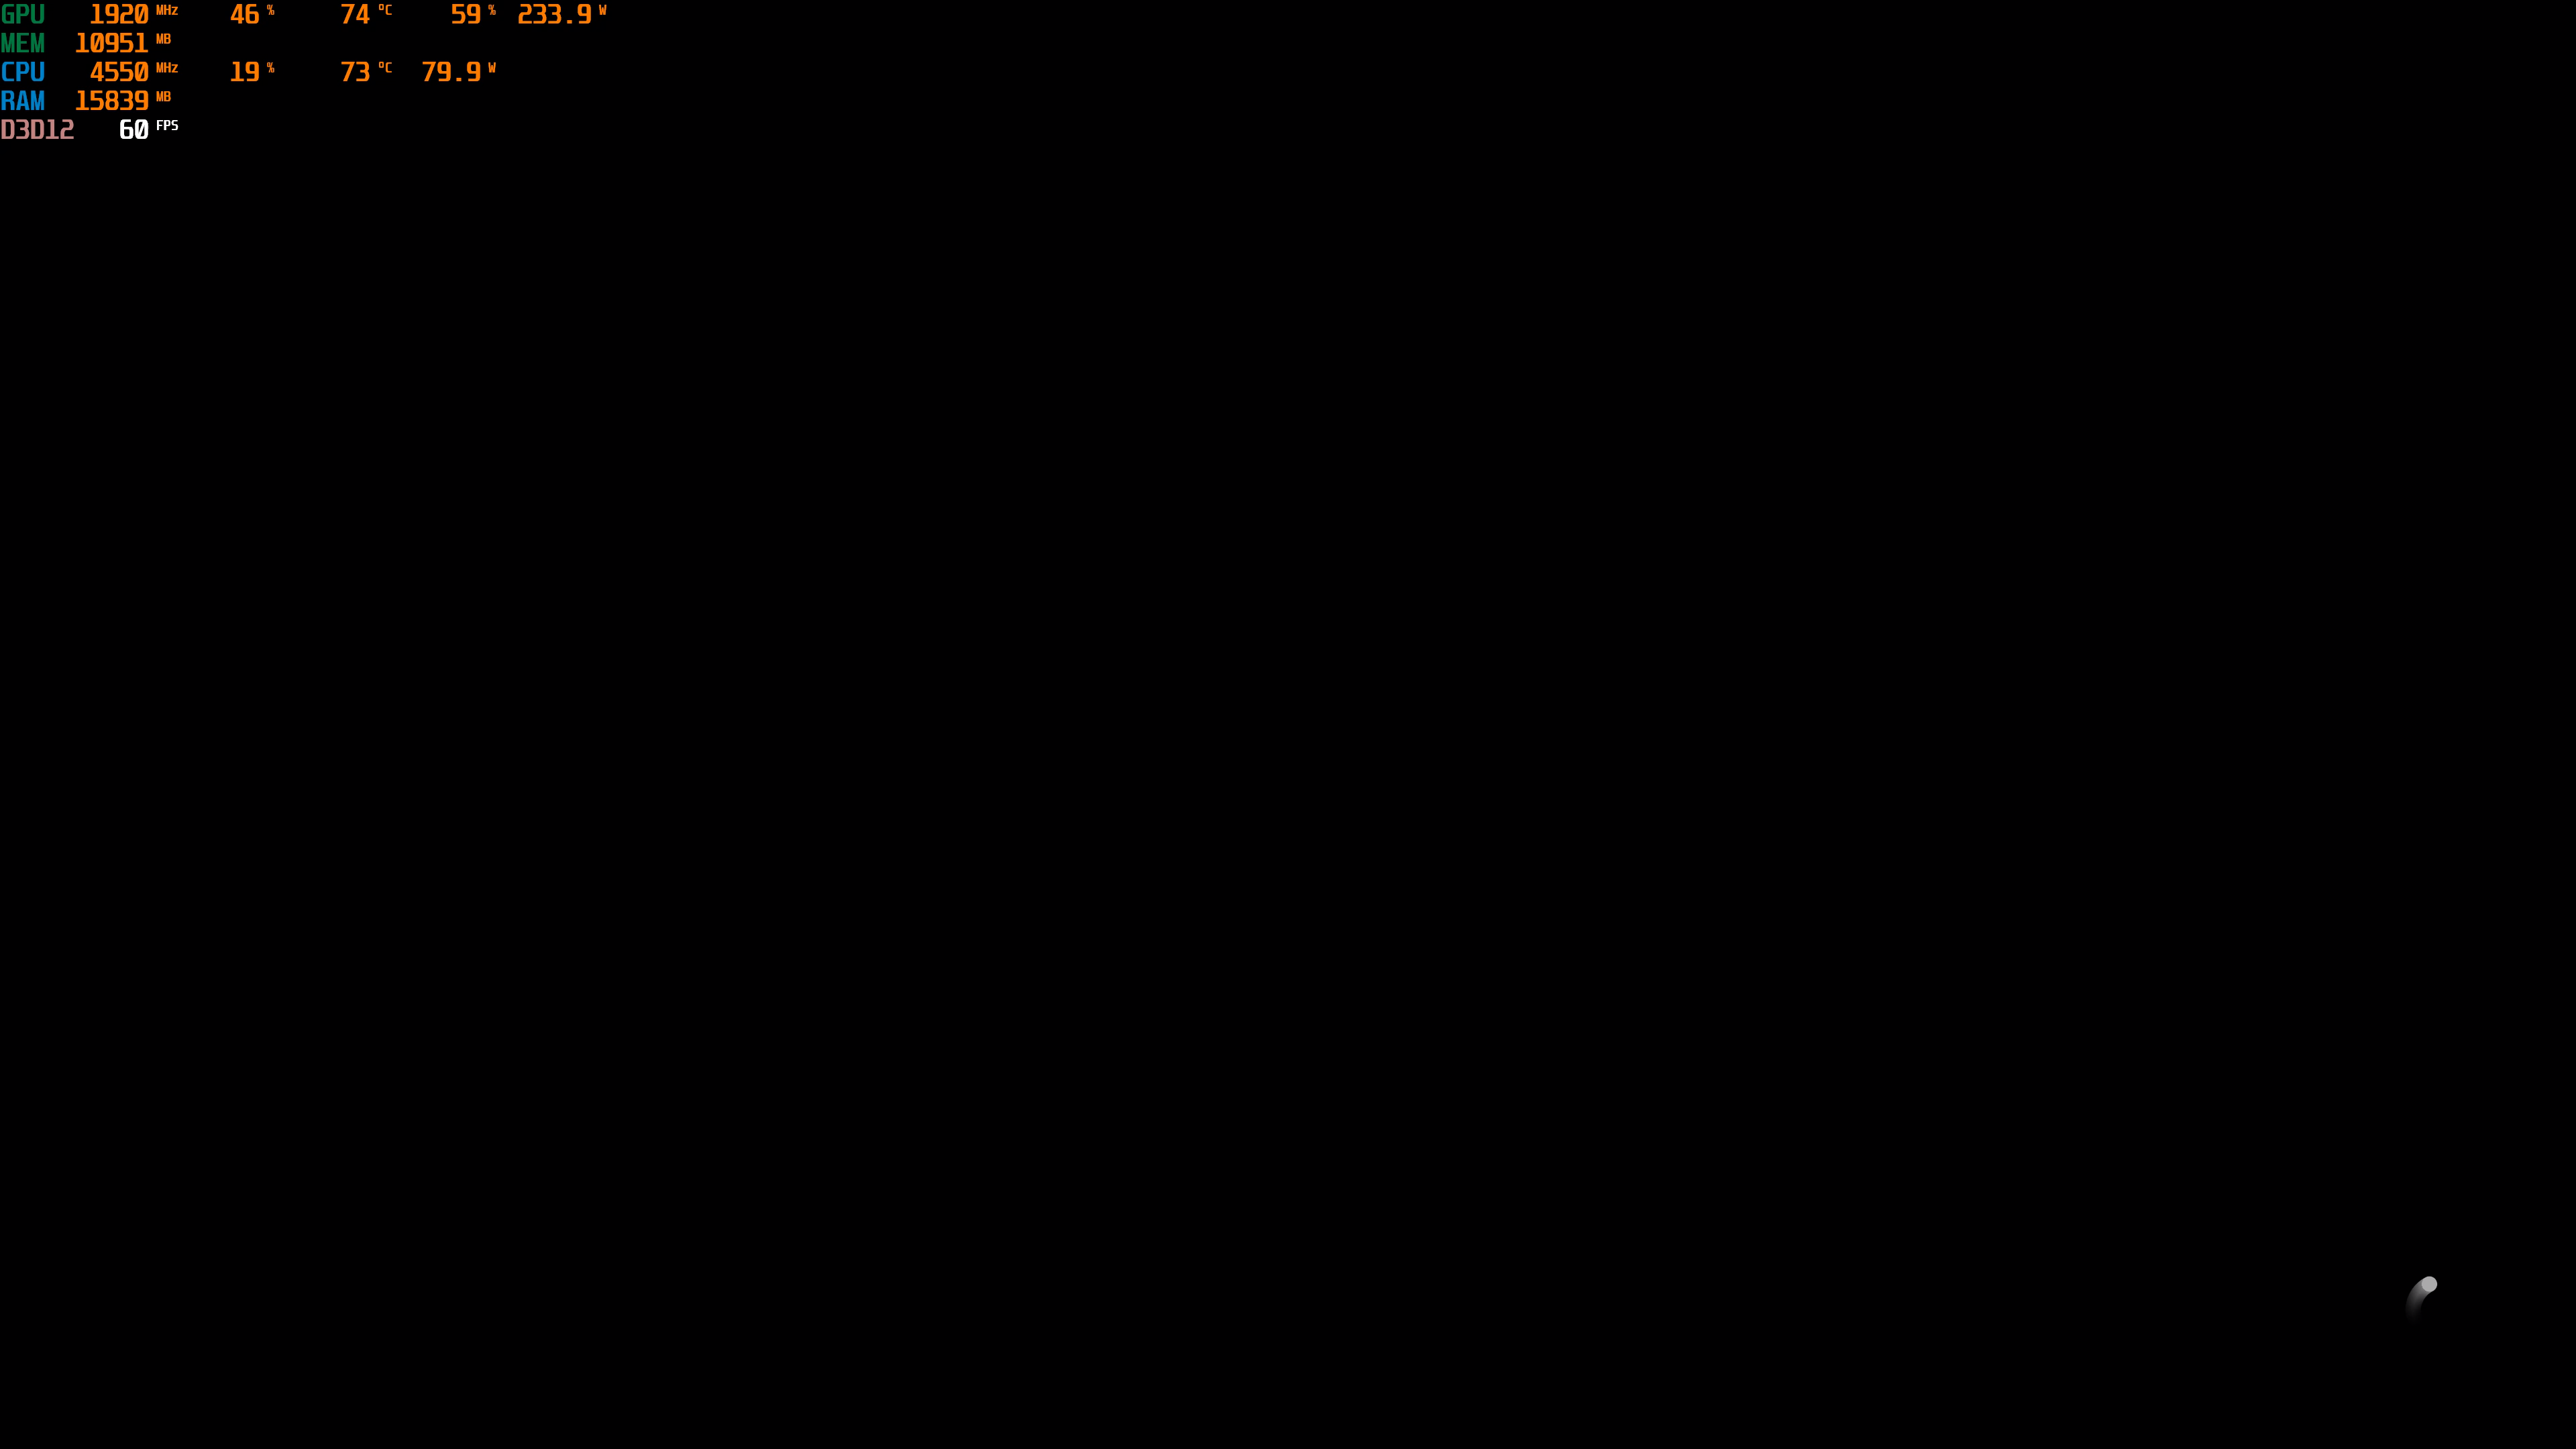 GPU 1920 MHz 46 % 74 °C 59 % 233.9 W
MEM 10951 MB
CPU 4550 MHz 19 % 73 °C 79.9 W
RAM 15839 MB
D3D12 60 FPS